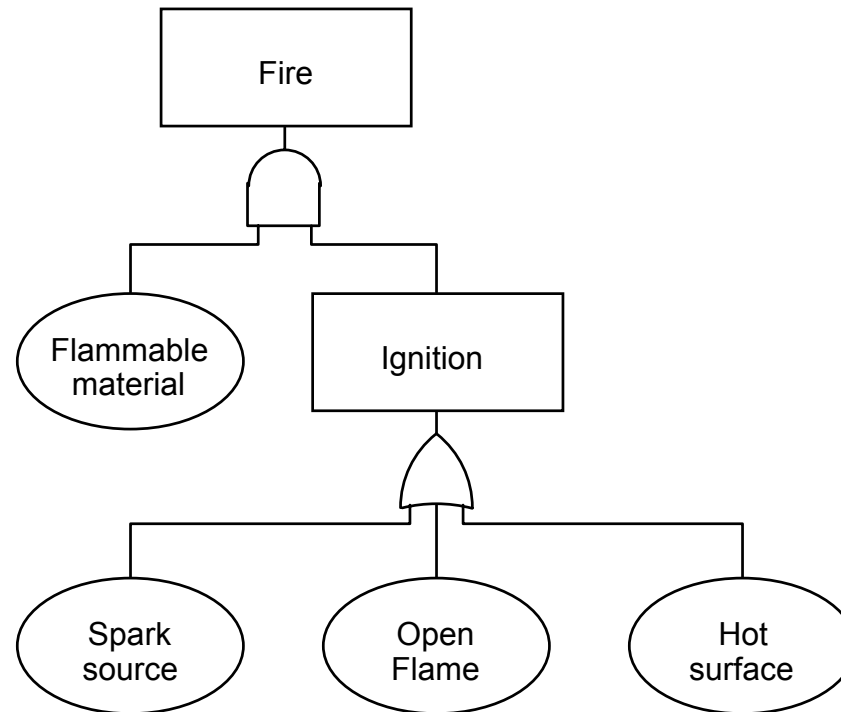 Fire
Flammable
material
Ignition
Spark
source
Open
Flame
Hot
surface